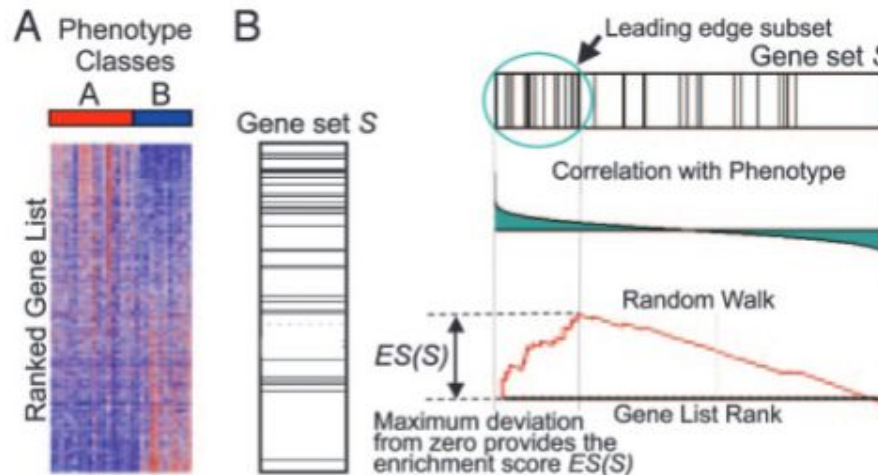 A
Phenotype
Classes
A B
Ranked Gene List
B
Gene set S
Leading edge subset
Gene set S
Correlation with Phenotype
Random Walk
ES(S)
Maximum deviation
from zero provides the
enrichment score ES(S)
Gene List Rank